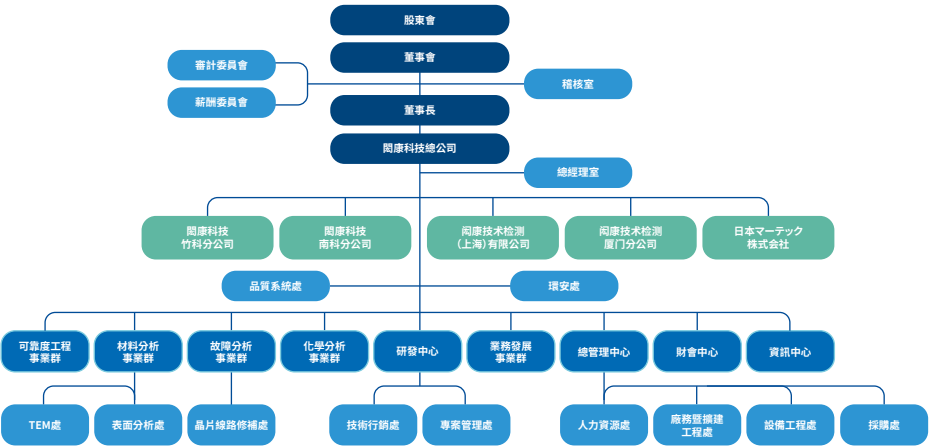 股東會
董事會
審計委員會
薪酬委員會
稽核室
董事長
閎康科技總公司
總經理室
閎康科技
竹科分公司
閎康科技
南科分公司
闳康技术检测
（上海）有限公司
闳康技术检测
厦门分公司
日本マーテック
株式会社
品質系統處
環安處
可靠度工程
事業群
材料分析
事業群
故障分析
事業群
化學分析
事業群
研發中心
業務發展
事業群
總管理中心
財會中心
資訊中心
TEM處
表面分析處
晶片線路修補處
技術行銷處
專案管理處
人力資源處
廠務暨擴建
工程處
設備工程處
採購處